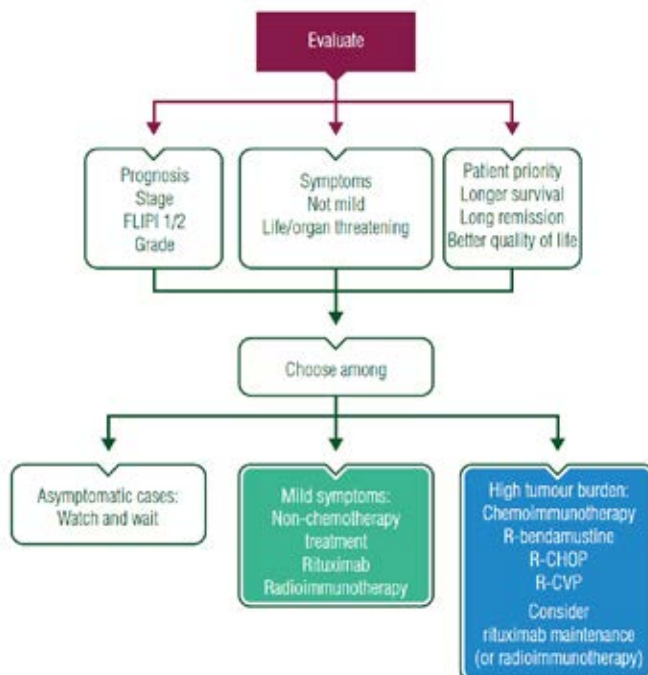 Evaluate
Prognosis
Stage
FLIPI 1/2
Grade
Symptoms
Not mild
Life/organ threatening
Patient priority
Longer survival
Long remission
Better quality of life
Choose among
Asymptomatic cases:
Watch and wait
Mild symptoms:
Non-chemotherapy
treatment
Rituximab
Radioimmunotherapy
High tumour burden:
Chemoimmunotherapy
R-bendamustine
R-CHOP
R-CVP
Consider
rituximab maintenance
(or radioimmunotherapy)